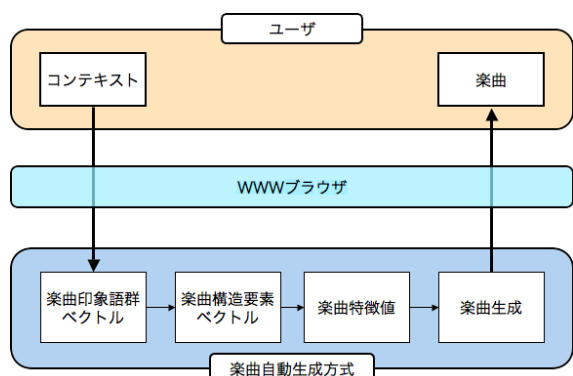 ユーザ
コンテキスト
楽曲
WWWブラウザ
楽曲印象語群
ベクトル
楽曲構造要素
ベクトル
楽曲特徴値
楽曲生成
楽曲自動生成方式